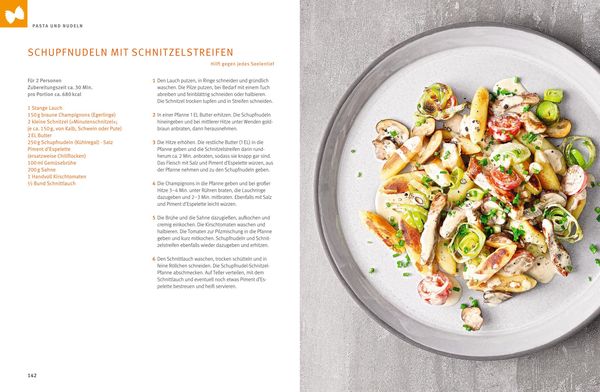 PASTA UND NUDELN
SCHUPFNUDELN MIT SCHNITZELSTREIFEN
Hilft gegen jedes Seelentief
Für 2 Personen
Zubereitungszeit ca. 30 Min.
pro Portion ca. 680 kcal
1 Stange Lauch
150 g braune Champignons (Egerlinge)
2 kleine Schnitzel (»Minutenschnitzel«;
je ca. 150 g, von Kalb, Schwein oder Pute)
2 EL Butter
250 g Schupfnudeln (Kühlregal) · Salz
Piment d'Espelette
(ersatzweise Chiliflocken)
100 ml Gemüsebrühe
200 g Sahne
1 Handvoll Kirschtomaten
½ Bund Schnittlauch
1 Den Lauch putzen, in Ringe schneiden und gründlich
waschen. Die Pilze putzen, bei Bedarf mit einem Tuch
abreiben und feinblättrig schneiden oder halbieren.
Die Schnitzel trocken tupfen und in Streifen schneiden.
2 In einer Pfanne 1 EL Butter erhitzen. Die Schupfnudeln
hineingeben und bei mittlerer Hitze unter Wenden gold-
braun anbraten, dann herausnehmen.
3 Die Hitze erhöhen. Die restliche Butter (1 EL) in die
Pfanne geben und die Schnitzelstreifen darin rund-
herum ca. 2 Min. anbraten, sodass sie knapp gar sind.
Das Fleisch mit Salz und Piment d'Espelette würzen, aus
der Pfanne nehmen und zu den Schupfnudeln geben.
4 Die Champignons in die Pfanne geben und bei großer
Hitze 3–4 Min. unter Rühren braten, die Lauchringe
dazugeben und 2–3 Min. mitbraten. Ebenfalls mit Salz
und Piment d'Espelette leicht würzen.
5 Die Brühe und die Sahne dazugießen, aufkochen und
cremig einkochen. Die Kirschtomaten waschen und
halbieren. Die Tomaten zur Pilzmischung in die Pfanne
geben und kurz mitkochen. Schupfnudeln und Schnit-
zelstreifen ebenfalls wieder dazugeben und erhitzen.
6 Den Schnittlauch waschen, trocken schütteln und in
feine Röllchen schneiden. Die Schupfnudel-Schnitzel-
Pfanne abschmecken. Auf Teller verteilen, mit dem
Schnittlauch und eventuell noch etwas Piment d'Es-
pelette bestreuen und heiß servieren.
142